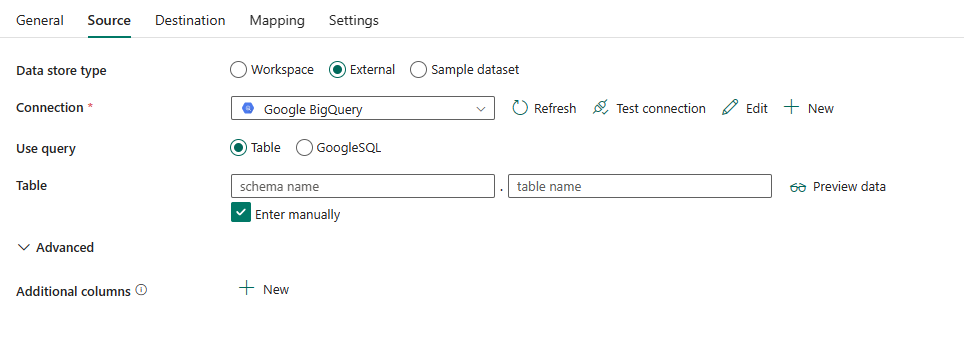 General Source Destination Mapping Settings
Data store type Workspace External Sample dataset
Connection * Google BigQuery Refresh Test connection Edit New
Use query Table GoogleSQL
Table schema name . table name Preview data
Enter manually
Advanced
Additional columns New